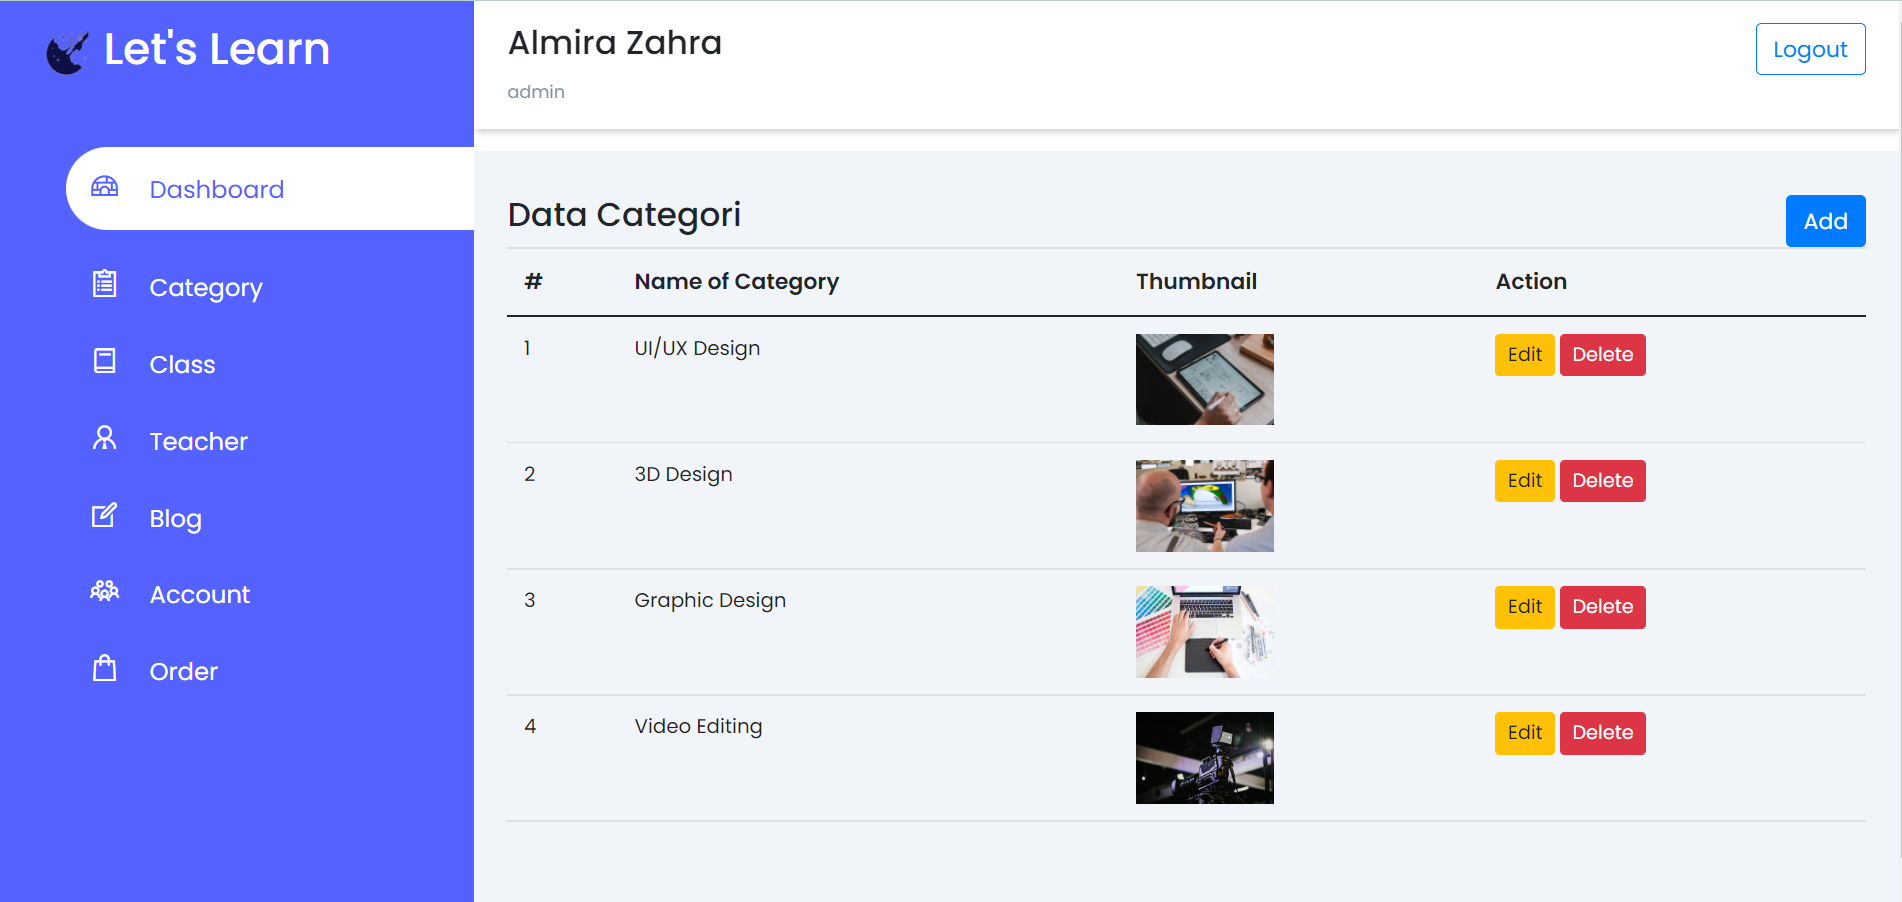 Let's Learn
Dashboard
Category
Class
Teacher
Blog
Account
Order
Almira Zahra
admin
Logout
Data Categori
Add
# Name of Category Thumbnail Action
1 UI/UX Design Edit Delete
2 3D Design Edit Delete
3 Graphic Design Edit Delete
4 Video Editing Edit Delete